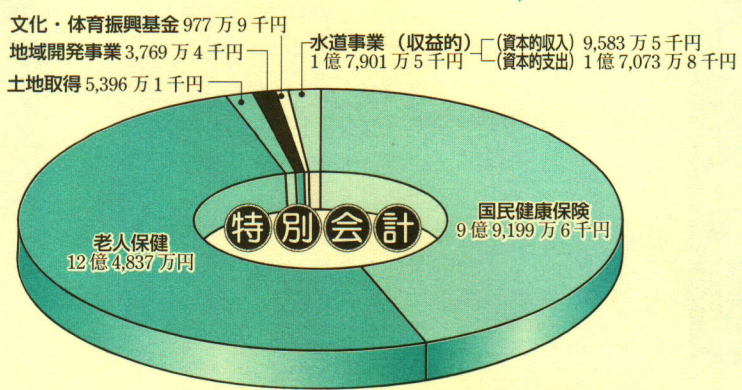 文化・体育振興基金 977万9千円
地域開発事業 3,769万4千円
土地取得 5,396万1千円
水道事業(収益的)
1億7,901万5千円
(資本的収入) 9,583万5千円
(資本的支出) 1億7,073万8千円
特別会計
国民健康保険
9億9,199万6千円
老人保健
12億4,837万円